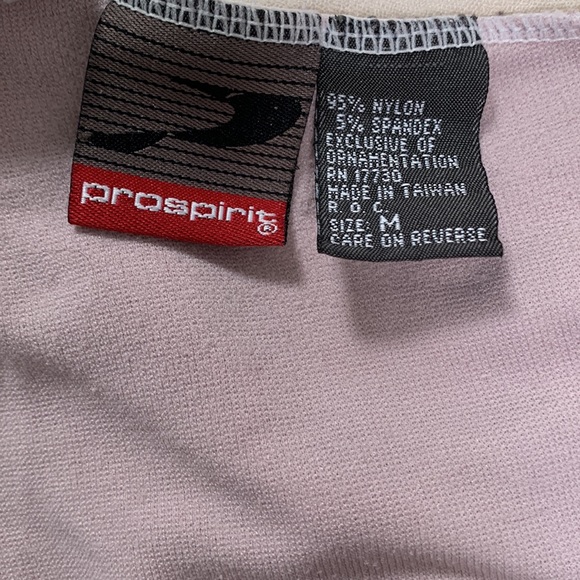 prospirit®
95% NYLON
5% SPANDEX
EXCLUSIVE OF
ORNAMENTATION
RN 17730
MADE IN TAIWAN
R. O. C.
SIZE: M
CARE ON REVERSE